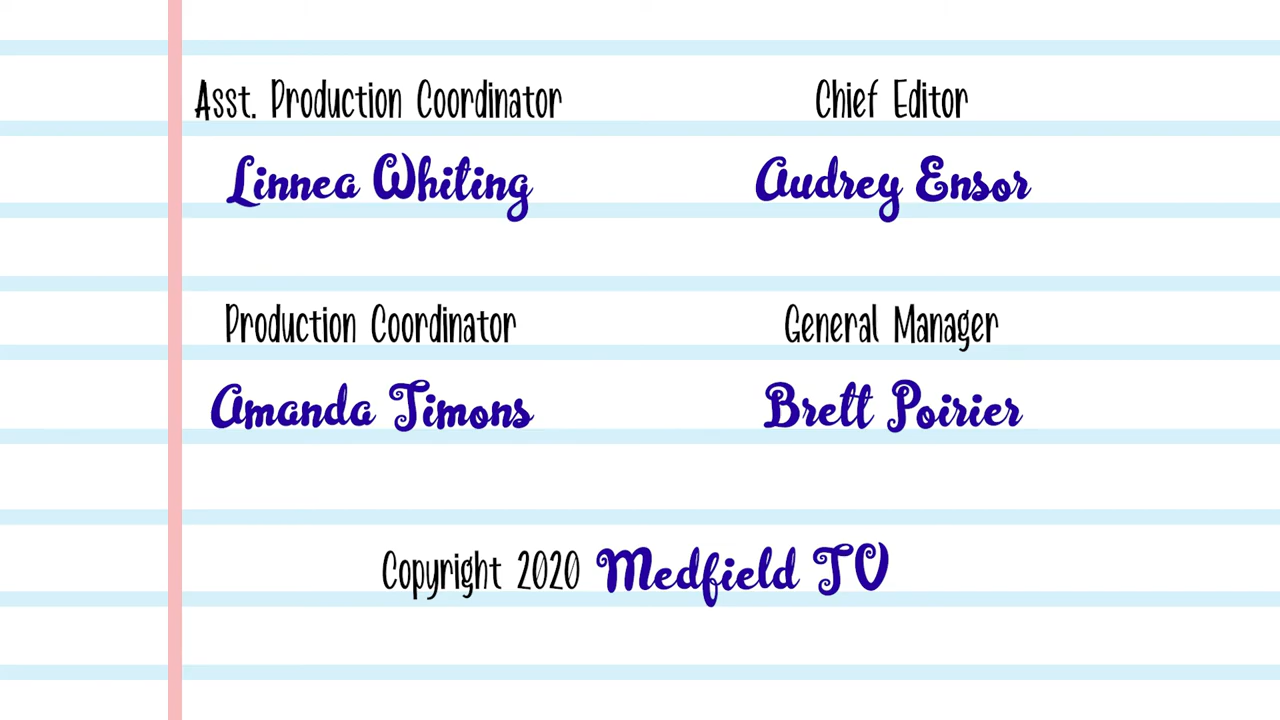 Asst. Production Coordinator
Linnea Whiting
Chief Editor
Audrey Ensor
Production Coordinator
Amanda Timons
General Manager
Brett Poirier
Copyright 2020 Medfield TV